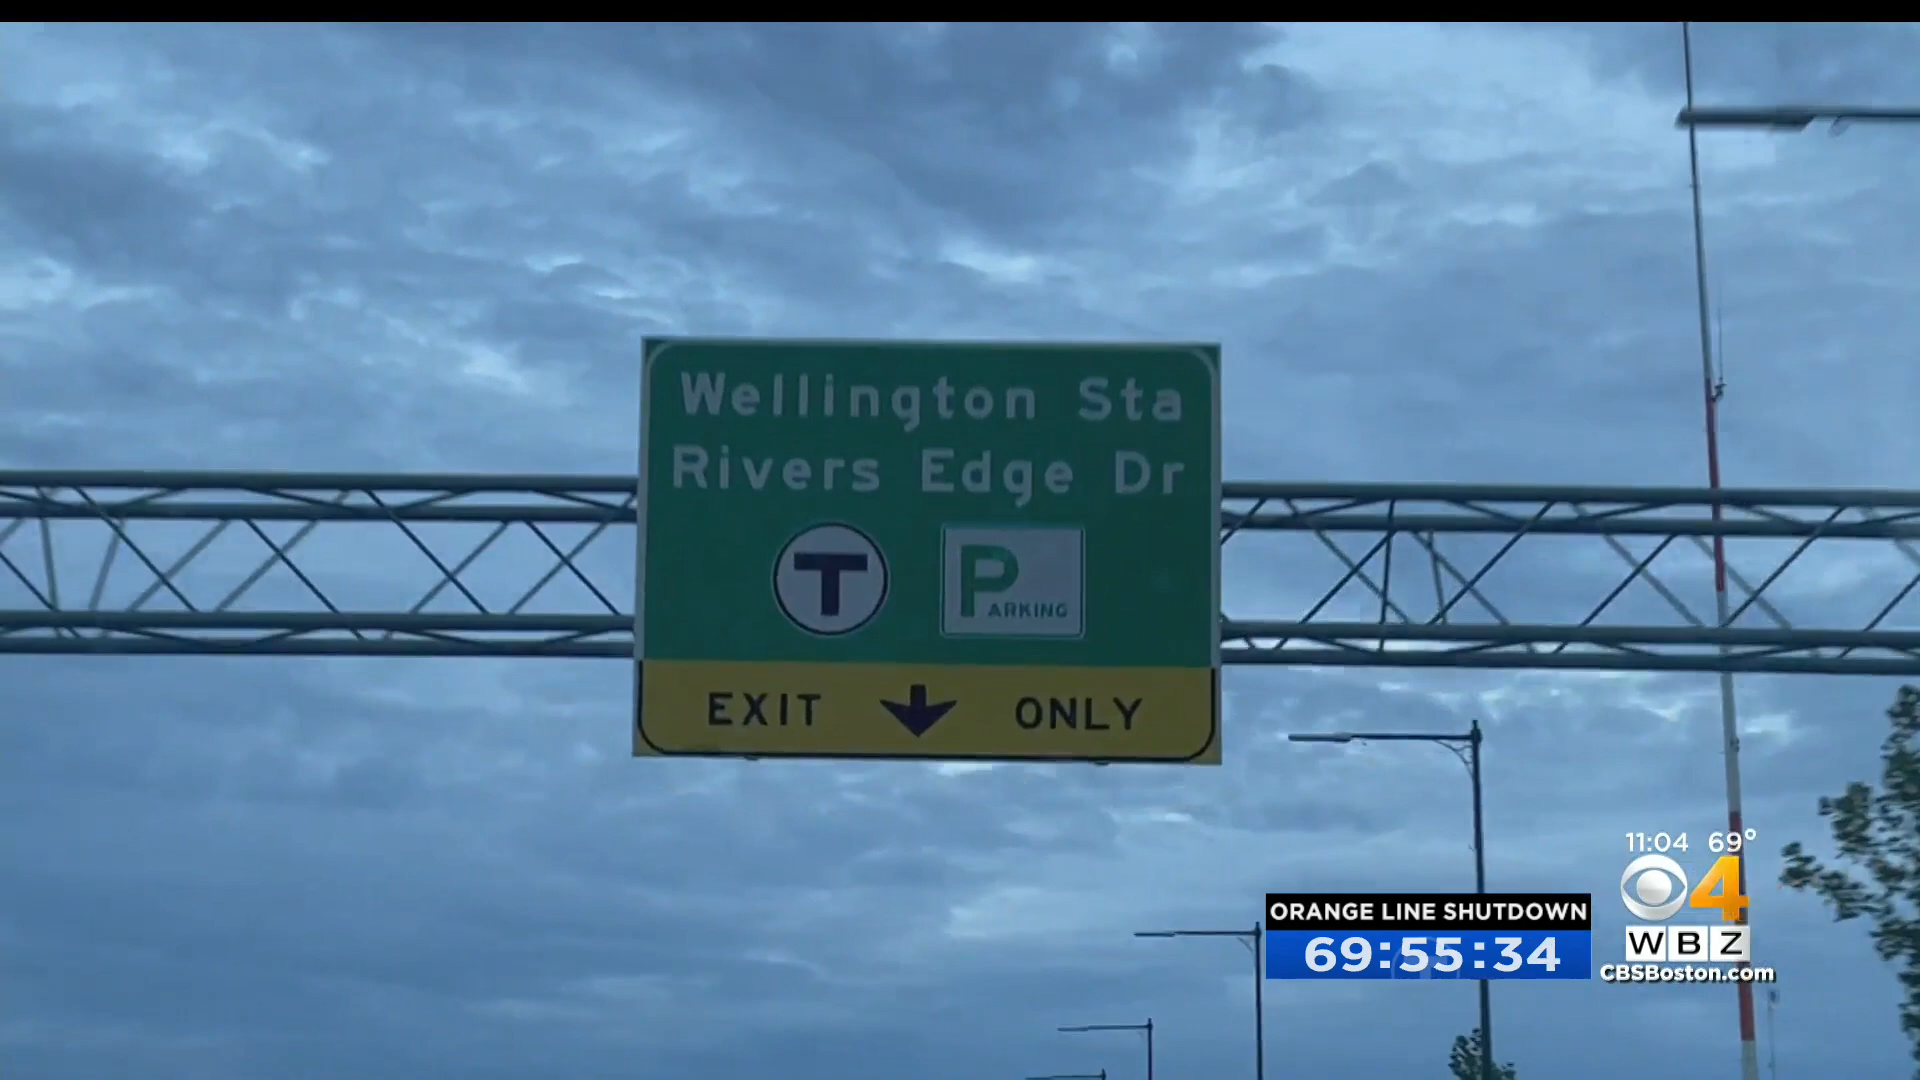 Wellington Sta
Rivers Edge Dr
T
PARKING
EXIT ONLY
11:04 69°
4
ORANGE LINE SHUTDOWN
69:55:34
WBZ
CBSBoston.com